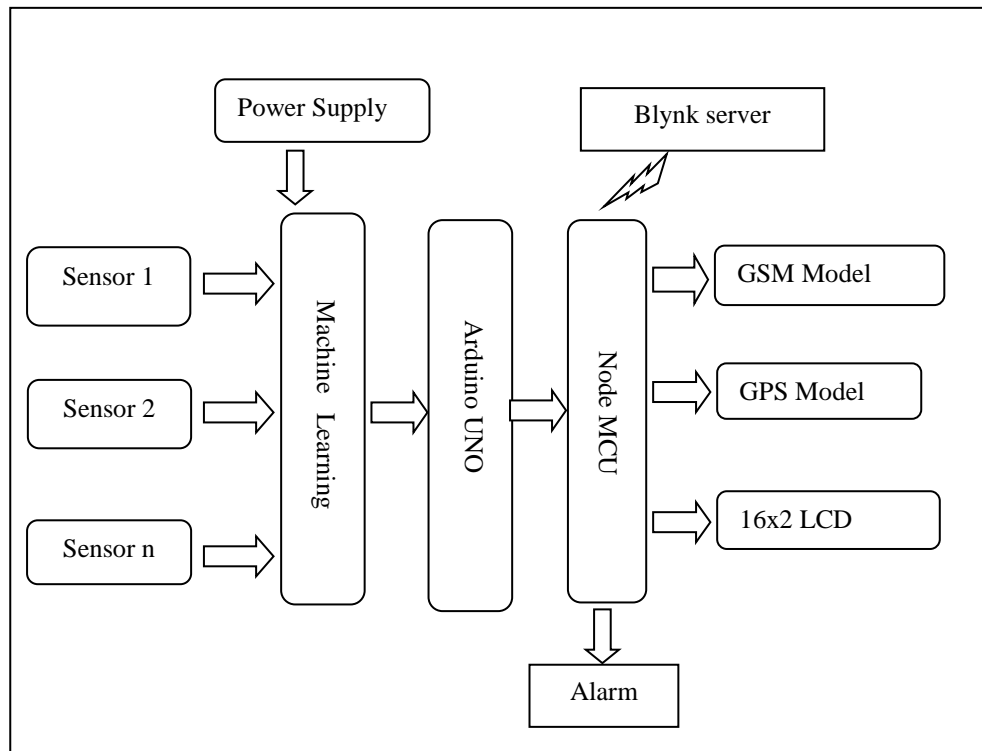 Power Supply
Blynk server
Sensor 1
Sensor 2
Sensor n
Machine Learning
Arduino UNO
Node MCU
GSM Model
GPS Model
16x2 LCD
Alarm